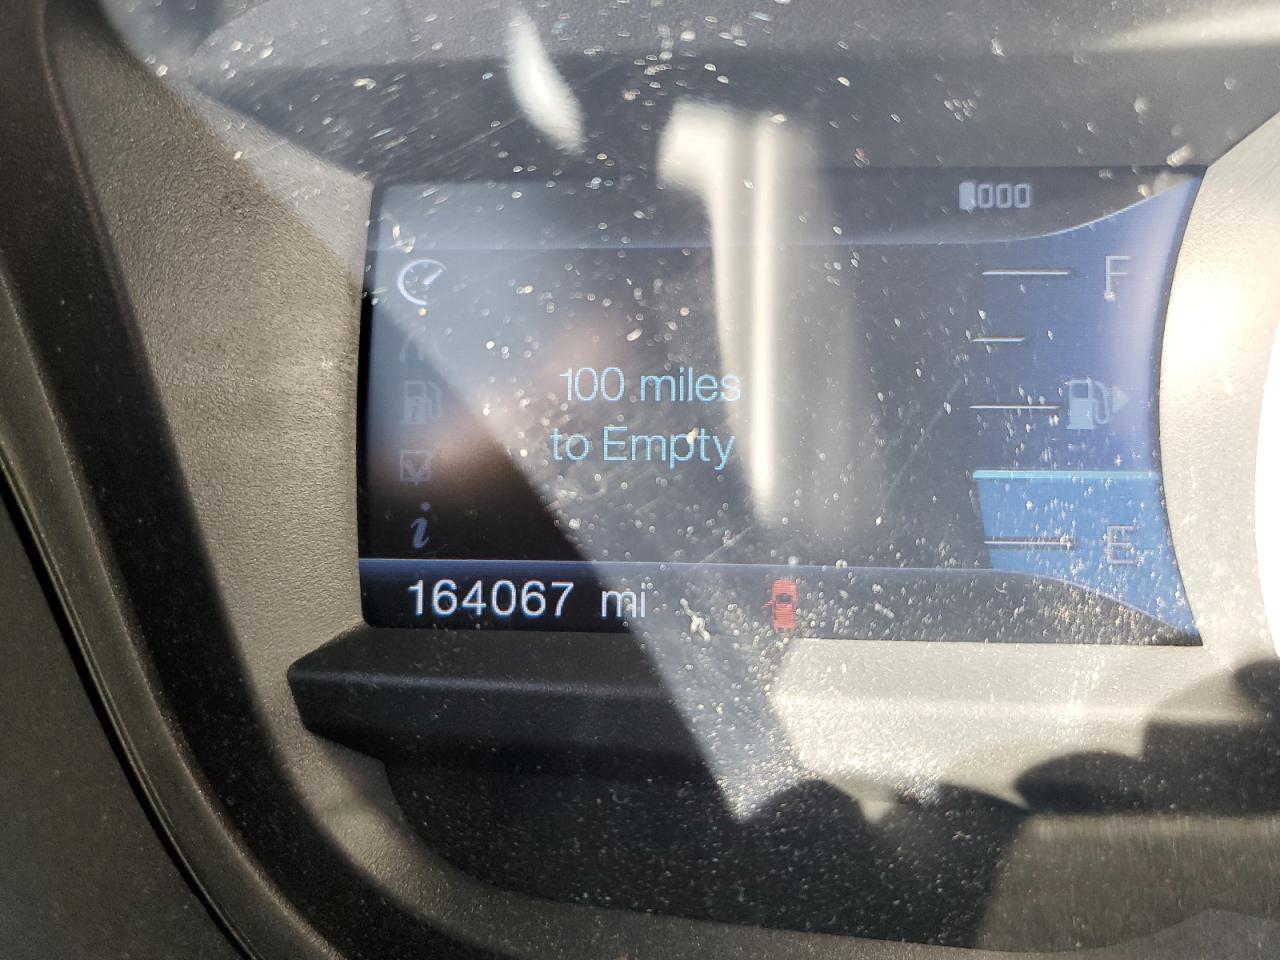 F
100 miles
to Empty
i
E
164067 mi